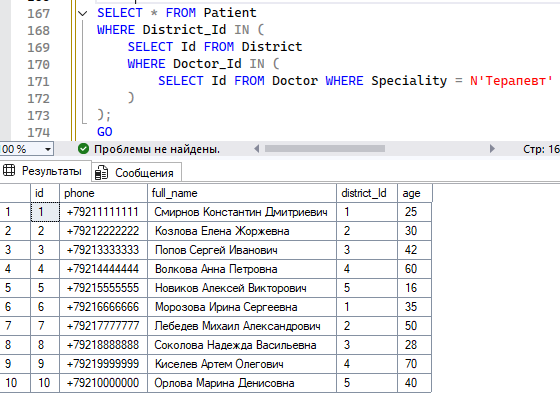 167 SELECT * FROM Patient
168 WHERE District_Id IN (
169 SELECT Id FROM District
170 WHERE Doctor_Id IN (
171 SELECT Id FROM Doctor WHERE Speciality = N'Терапевт'
172 )
173 );
174 GO
00 % Проблемы не найдены. Стр: 16
Результаты Сообщения
id phone full_name district_Id age
1 1 +79211111111 Смирнов Константин Дмитриевич 1 25
2 2 +79212222222 Козлова Елена Жоржевна 2 30
3 3 +79213333333 Попов Сергей Иванович 3 42
4 4 +79214444444 Волкова Анна Петровна 4 60
5 5 +79215555555 Новиков Алексей Викторович 5 16
6 6 +79216666666 Морозова Ирина Сергеевна 1 35
7 7 +79217777777 Лебедев Михаил Александрович 2 50
8 8 +79218888888 Соколова Надежда Васильевна 3 28
9 9 +79219999999 Киселев Артем Олегович 4 70
10 10 +79210000000 Орлова Марина Денисовна 5 40